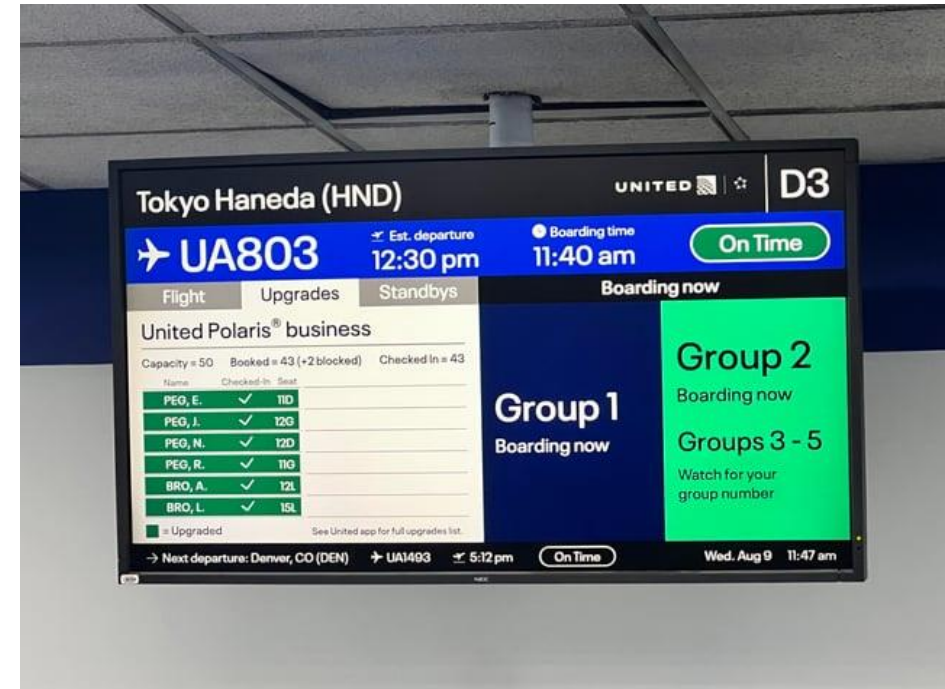 Tokyo Haneda (HND)
UNITED
D3
UA803
Est. departure
12:30 pm
Boarding time
11:40 am
On Time
Flight Upgrades Standbys
United Polaris® business
Capacity = 50 Booked = 43 (+2 blocked) Checked In = 43
Name Checked-In Seat
PEG, E. ✓ 11D
PEG, J. ✓ 12G
PEG, N. ✓ 12D
PEG, R. ✓ 11G
BRO, A. ✓ 12L
BRO, L. ✓ 15L
= Upgraded
See United app for full upgrades list.
Boarding now
Group 1
Boarding now
Group 2
Boarding now
Groups 3 - 5
Watch for your
group number
→ Next departure: Denver, CO (DEN) UA1493 5:12 pm On Time Wed. Aug 9 11:47 am
NEC